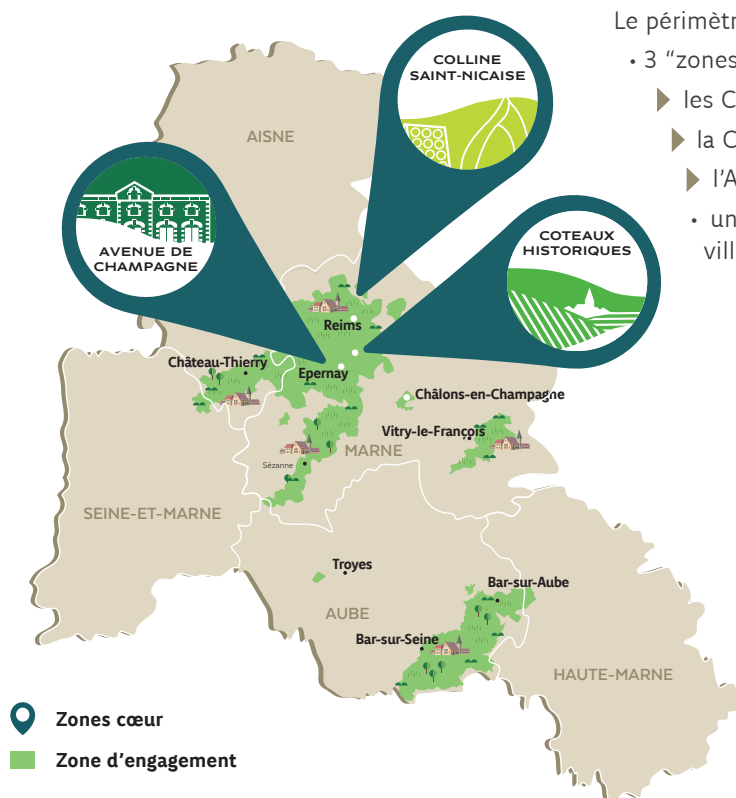 Le périmètr
• 3 “zones
les C
la C
l'A
• un
vill
COLLINE
SAINT-NICAISE
AISNE
AVENUE DE
CHAMPAGNE
COTEAUX
HISTORIQUES
Reims
Château-Thierry
Epernay
Châlons-en-Champagne
Vitry-le-François
MARNE
Sézanne
SEINE-ET-MARNE
Troyes
Bar-sur-Aube
AUBE
Bar-sur-Seine
HAUTE-MARNE
Zones cœur
Zone d'engagement